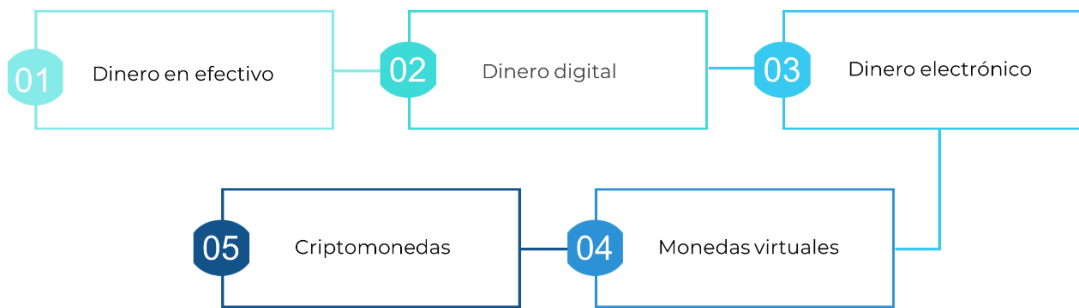 01
Dinero en efectivo
02
Dinero digital
03
Dinero electrónico
04
Monedas virtuales
05
Criptomonedas